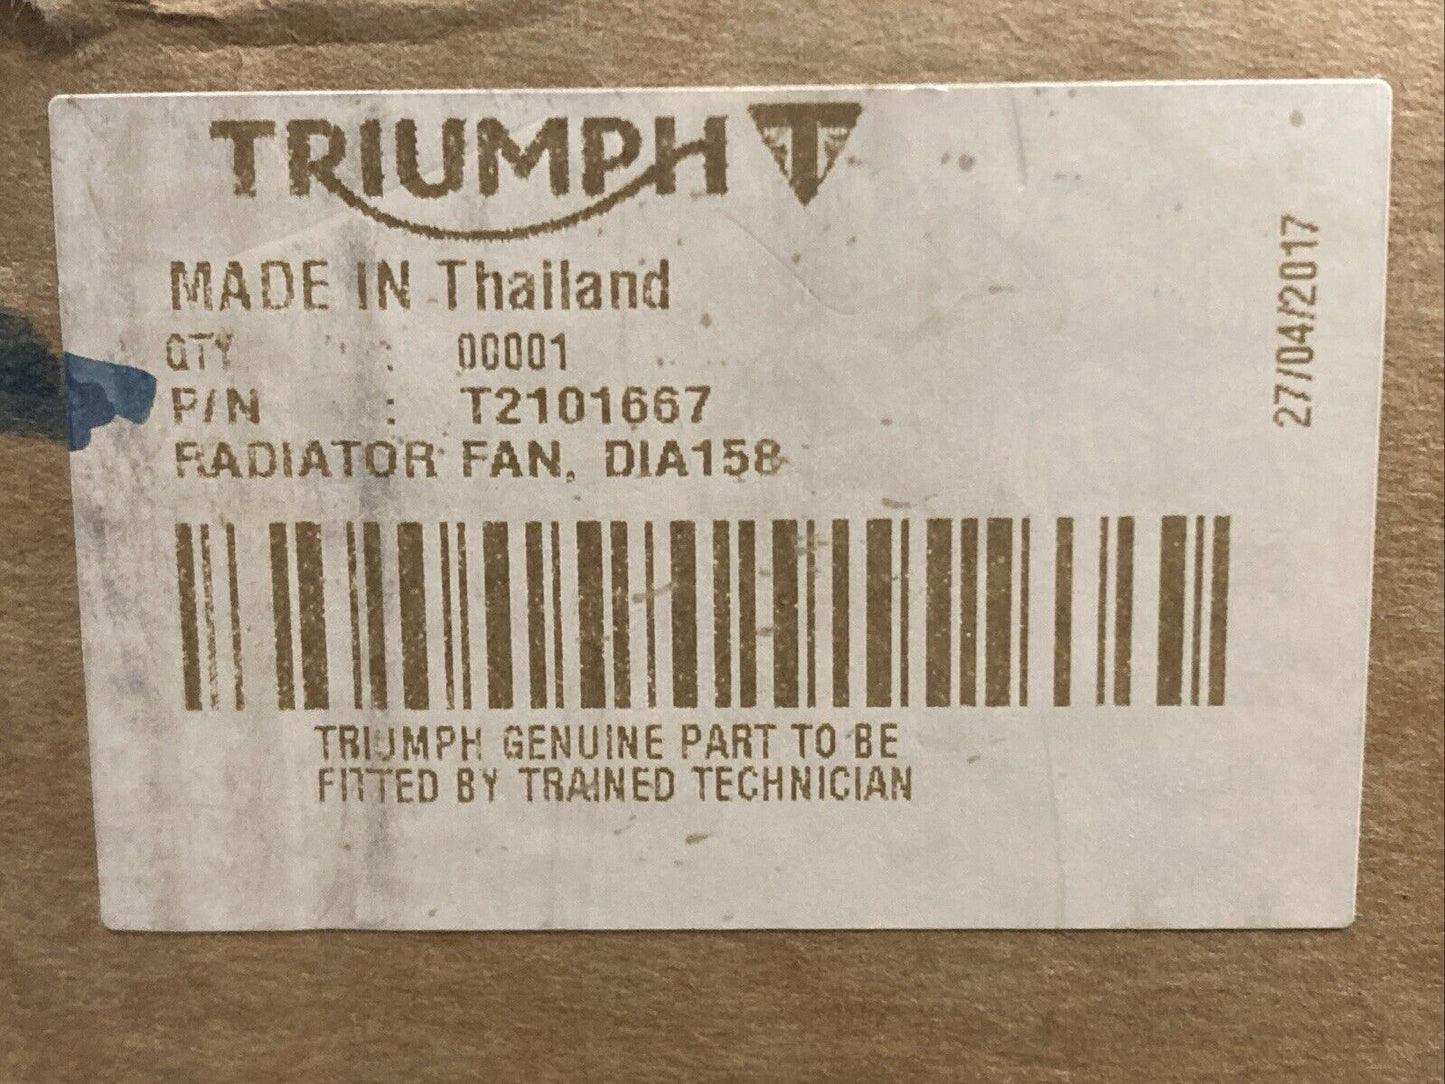 TRIUMPH
MADE IN Thailand
QTY : 00001
P/N : T2101667
RADIATOR FAN, DIA158
TRIUMPH GENUINE PART TO BE
FITTED BY TRAINED TECHNICIAN
27/04/2017